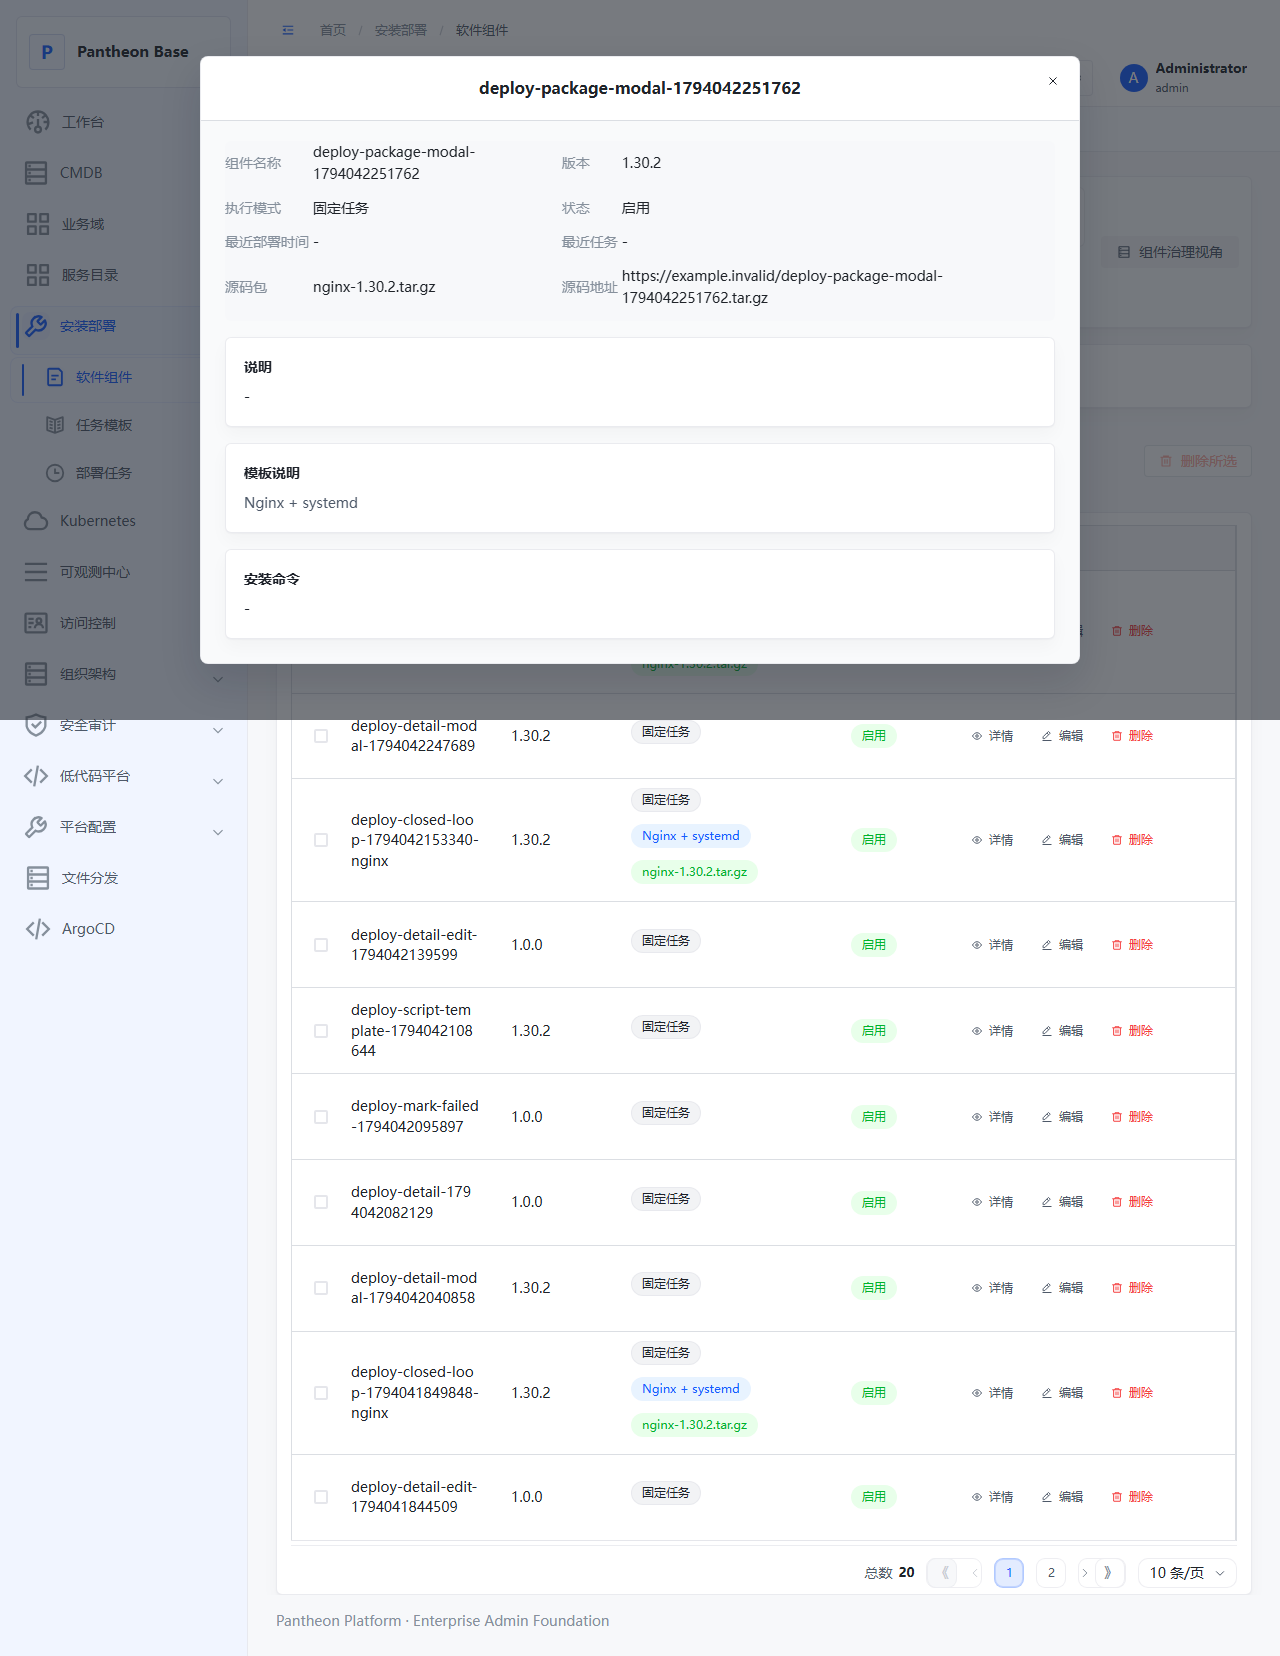 Pantheon Base
首页 / 安装部署 / 软件组件
Administrator
admin
工作台
CMDB
业务域
服务目录
安装部署
软件组件
任务模板
部署任务
Kubernetes
可观测中心
访问控制
组织架构
安全审计
低代码平台
平台配置
文件分发
ArgoCD
组件治理视角
删除所选
deploy-package-modal-1794042251762
组件名称 deploy-package-modal-
1794042251762
版本 1.30.2
执行模式 固定任务
状态 启用
最近部署时间 -
最近任务 -
源码包 nginx-1.30.2.tar.gz
源码地址 https://example.invalid/deploy-package-modal-
1794042251762.tar.gz
说明
-
模板说明
Nginx + systemd
安装命令
-
删除
nginx-1.30.2.tar.gz
deploy-detail-mod
al-1794042247689
1.30.2 固定任务 启用 详情 编辑 删除
deploy-closed-loo
p-1794042153340-
nginx
1.30.2 固定任务
Nginx + systemd
nginx-1.30.2.tar.gz
启用 详情 编辑 删除
deploy-detail-edit-
1794042139599
1.0.0 固定任务 启用 详情 编辑 删除
deploy-script-tem
plate-1794042108
644
1.30.2 固定任务 启用 详情 编辑 删除
deploy-mark-failed
-1794042095897
1.0.0 固定任务 启用 详情 编辑 删除
deploy-detail-179
4042082129
1.0.0 固定任务 启用 详情 编辑 删除
deploy-detail-mod
al-1794042040858
1.30.2 固定任务 启用 详情 编辑 删除
deploy-closed-loo
p-1794041849848-
nginx
1.30.2 固定任务
Nginx + systemd
nginx-1.30.2.tar.gz
启用 详情 编辑 删除
deploy-detail-edit-
1794041844509
1.0.0 固定任务 启用 详情 编辑 删除
总数 20 1 2 10 条/页
Pantheon Platform · Enterprise Admin Foundation